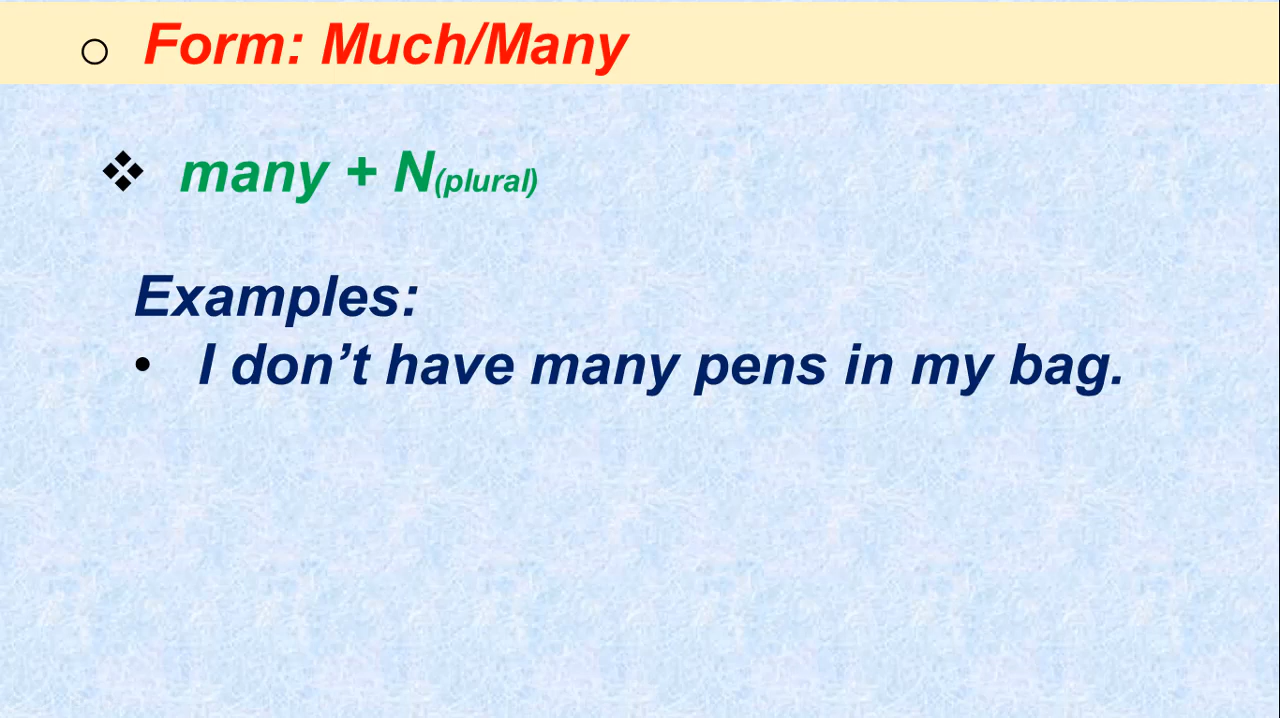 Form: Much/Many
many + N(plural)
Examples:
I don’t have many pens in my bag.